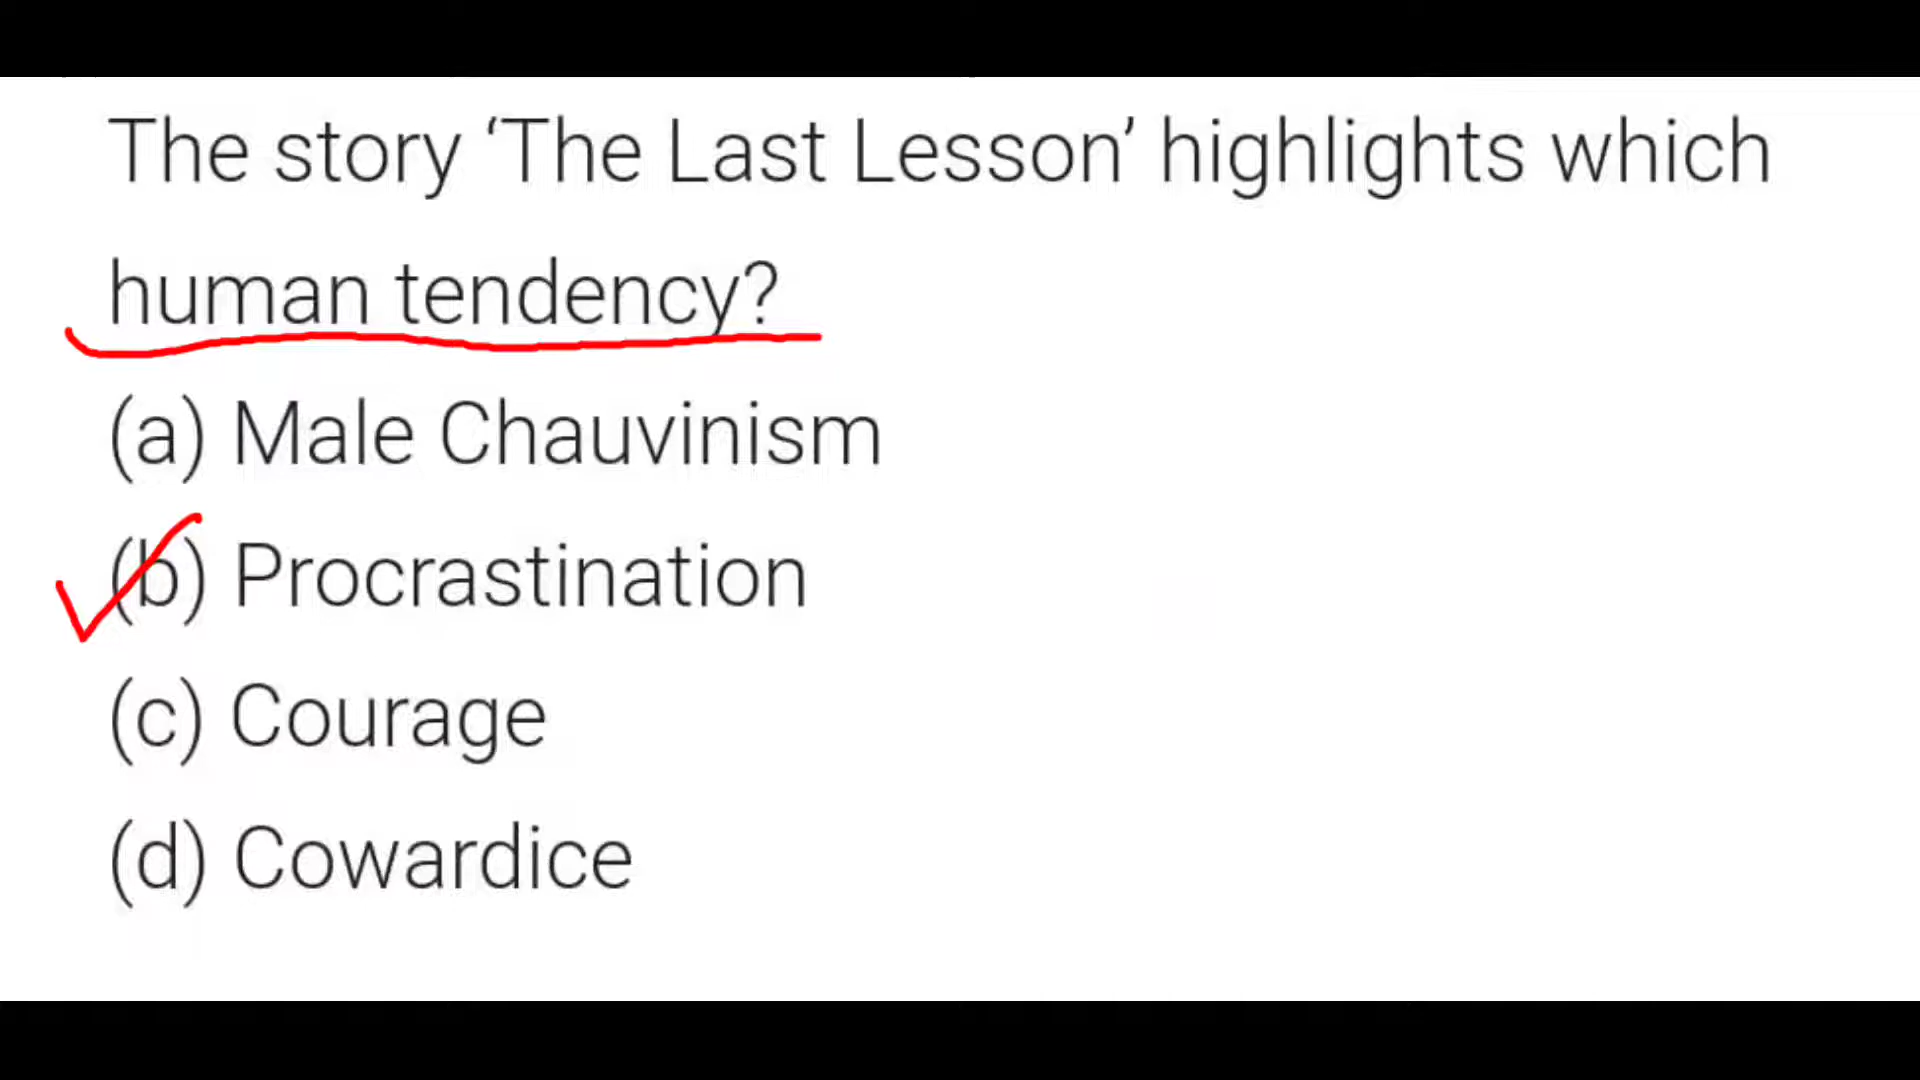 The story ‘The Last Lesson’ highlights which
human tendency?
(a) Male Chauvinism
(b) Procrastination
(c) Courage
(d) Cowardice